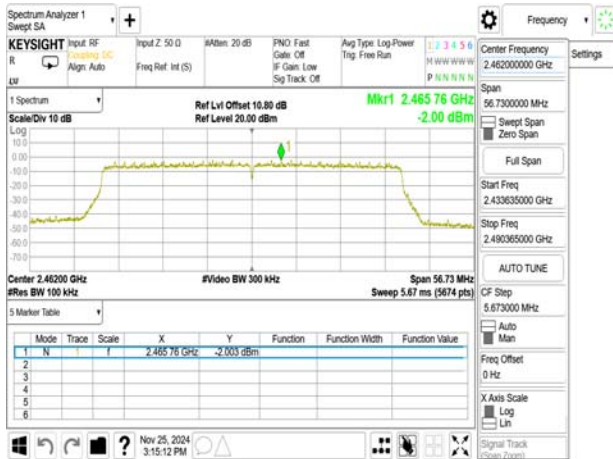 Spectrum Analyzer 1
Swept SA
Frequency
KEYSIGHT Input: RF Input Z: 50 Ω #Atten: 20 dB PNO: Fast Avg Type: Log-Power 1 2 3 4 5 6
R Coupling: DC Gate: Off Trig: Free Run M W W W W W
Align: Auto Freq Ref: Int (S) IF Gain: Low P N N N N N
Sig Track: Off
Center Frequency
2.462000000 GHz
Settings
1 Spectrum
Scale/Div 10 dB
Ref Lvl Offset 10.80 dB
Ref Level 20.00 dBm
Mkr1 2.465 76 GHz
-2.00 dBm
Log
10.0
0.00
-10.0
-20.0
-30.0
-40.0
-50.0
-60.0
-70.0
1
Center 2.46200 GHz #Video BW 300 kHz Span 56.73 MHz
#Res BW 100 kHz Sweep 5.67 ms (5674 pts)
5 Marker Table
Mode Trace Scale X Y Function Function Width Function Value
1 N 1 f 2.465 76 GHz -2.003 dBm
2
3
4
5
6
Span
56.7300000 MHz
Swept Span
Zero Span
Full Span
Start Freq
2.433635000 GHz
Stop Freq
2.490365000 GHz
AUTO TUNE
CF Step
5.673000 MHz
Auto
Man
Freq Offset
0 Hz
X Axis Scale
Log
Lin
Signal Track
(Span Zoom)
? Nov 25, 2024
3:15:12 PM